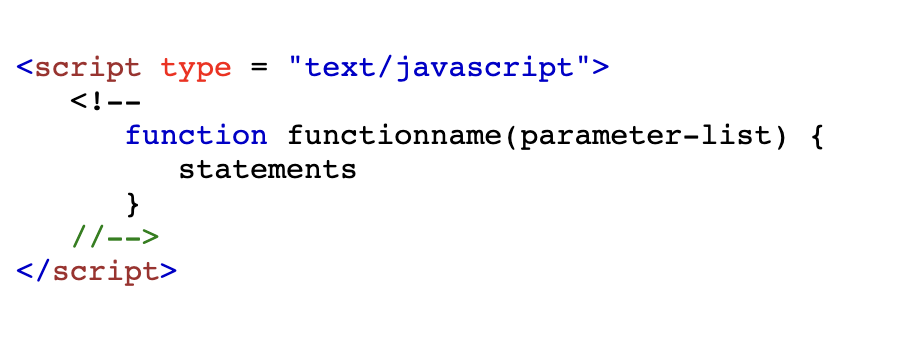 <script type = "text/javascript">
   <!--
      function functionname(parameter-list) {
         statements
      }
   //-->
</script>